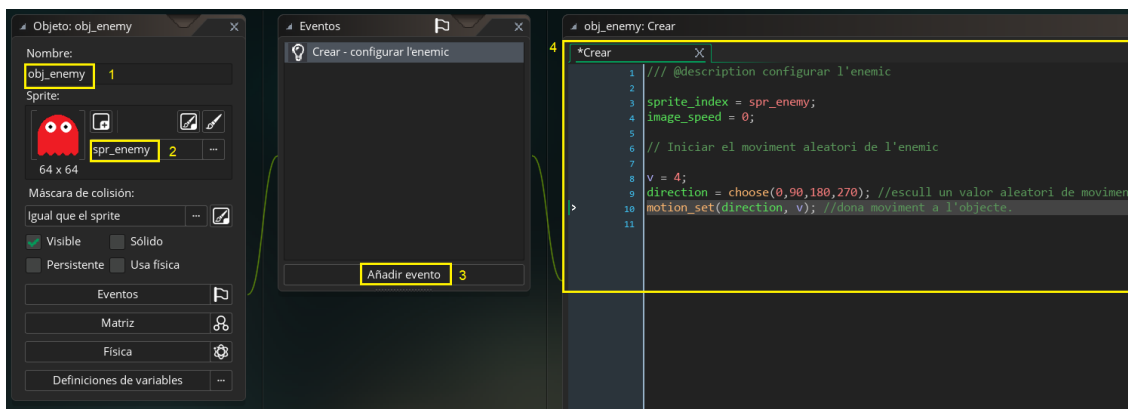 Objeto: obj_enemy
Nombre:
obj_enemy 1
Sprite:
spr_enemy 2
64 x 64
Máscara de colisión:
Igual que el sprite
Visible Sólido
Persistente Usa física
Eventos
Matriz
Física
Definiciones de variables
Eventos
Crear - configurar l'enemic
Añadir evento 3
obj_enemy: Crear
4
*Crear
1 /// @description configurar l'enemic
2
3 sprite_index = spr_enemy;
4 image_speed = 0;
5
6 // Iniciar el moviment aleatori de l'enemic
7
8 v = 4;
9 direction = choose(0,90,180,270); //escull un valor aleatori de movimen
10 motion_set(direction, v); //dona moviment a l'objecte.
11